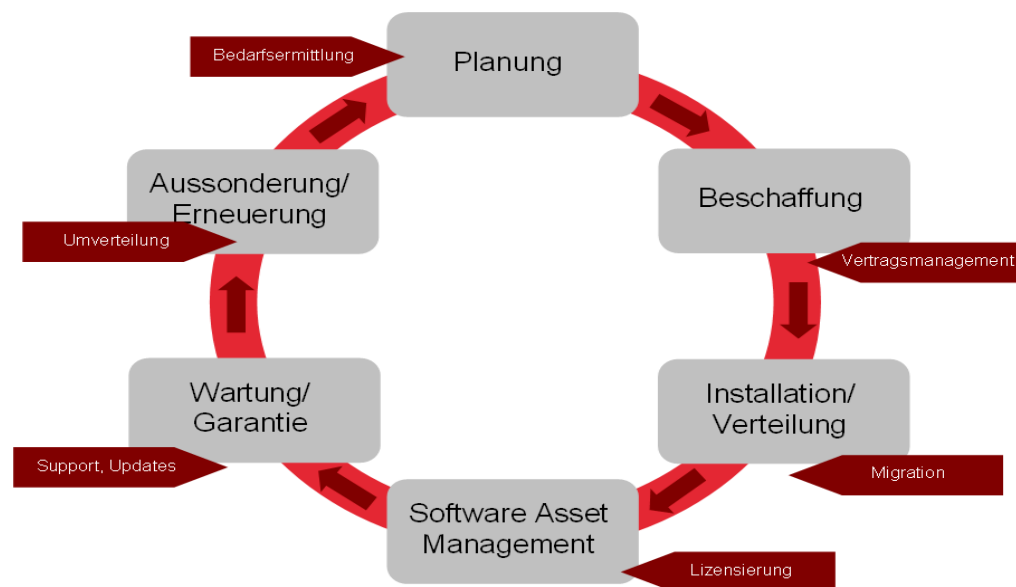 Bedarfsermittlung
Planung
Aussonderung/
Erneuerung
Beschaffung
Umverteilung
Vertragsmanagement
Wartung/
Garantie
Installation/
Verteilung
Support, Updates
Migration
Software Asset
Management
Lizensierung